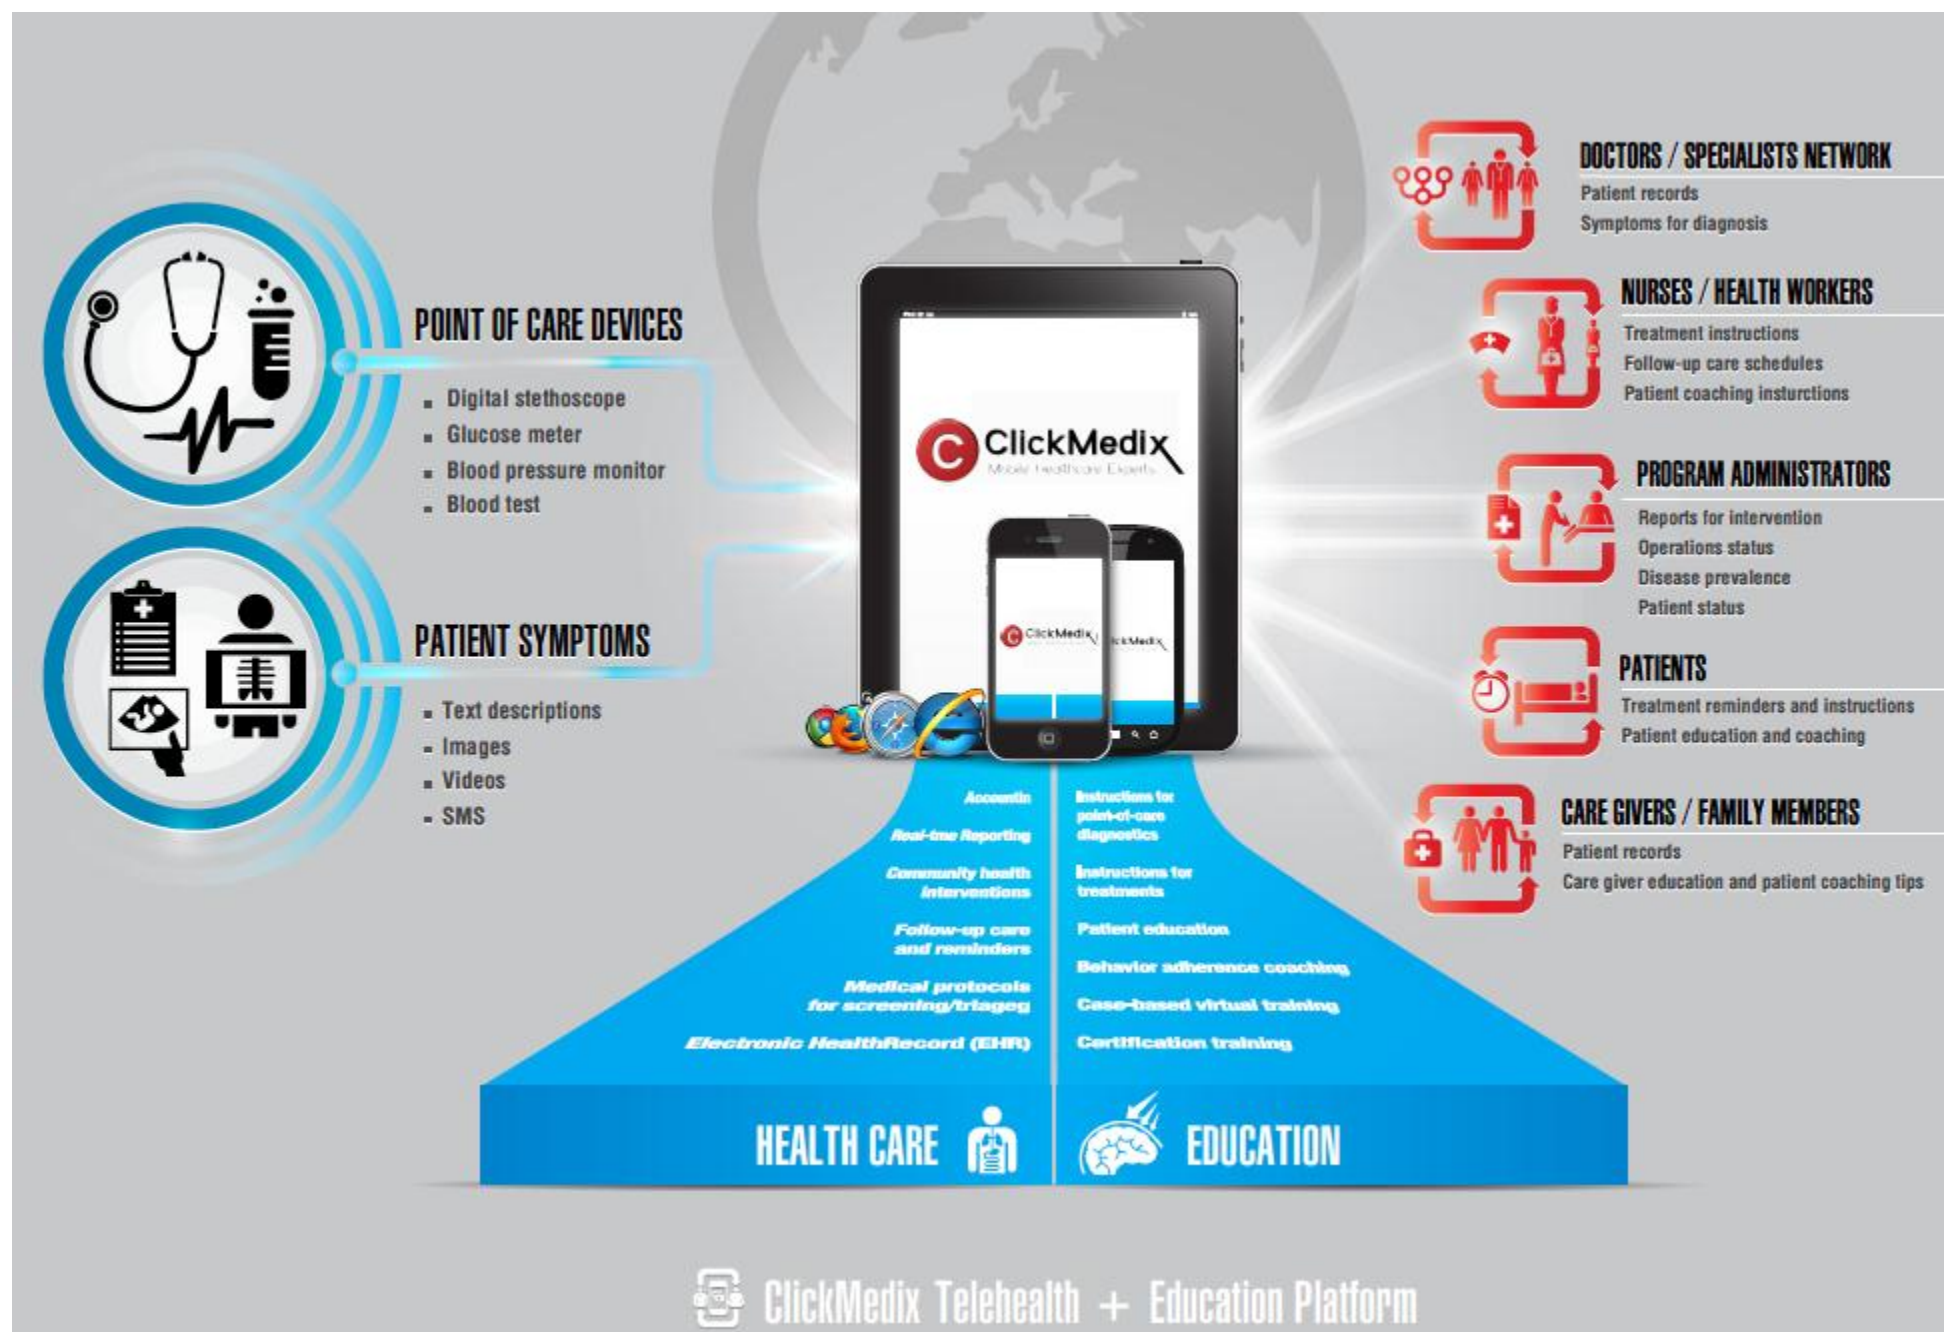 POINT OF CARE DEVICES
Digital stethoscope
Glucose meter
Blood pressure monitor
Blood test
PATIENT SYMPTOMS
Text descriptions
Images
Videos
SMS
C ClickMedix
Mobile Healthcare Experts
C ClickMedix
ickMedix
DOCTORS / SPECIALISTS NETWORK
Patient records
Symptoms for diagnosis
NURSES / HEALTH WORKERS
Treatment instructions
Follow-up care schedules
Patient coaching insturctions
PROGRAM ADMINISTRATORS
Reports for intervention
Operations status
Disease prevalence
Patient status
PATIENTS
Treatment reminders and instructions
Patient education and coaching
CARE GIVERS / FAMILY MEMBERS
Patient records
Care giver education and patient coaching tips
Accountin
Real-tme Reporting
Community health
interventions
Follow-up care
and reminders
Medical protocols
for screening/triageg
Electronic HealthRecord (EHR)
Instructions for
point-of-care
diagnostics
Instructions for
treatments
Patient education
Behavior adherence coaching
Case-based virtual training
Certification training
HEALTH CARE
EDUCATION
ClickMedix Telehealth + Education Platform